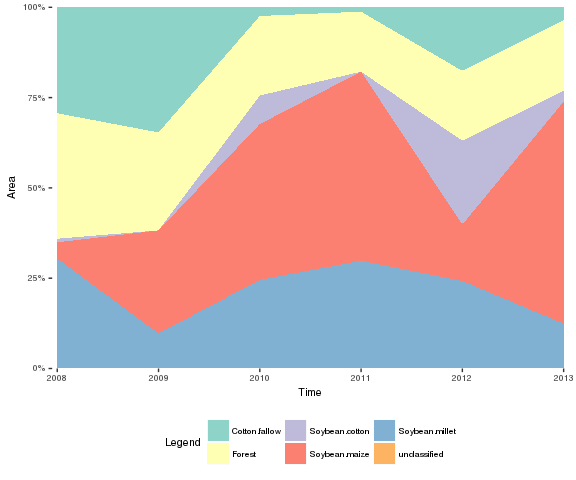 100%
75%
50%
25%
0%
Area
2008 2009 2010 2011 2012 2013
Time
Legend
Cotton.fallow Soybean.cotton Soybean.millet
Forest Soybean.maize unclassified